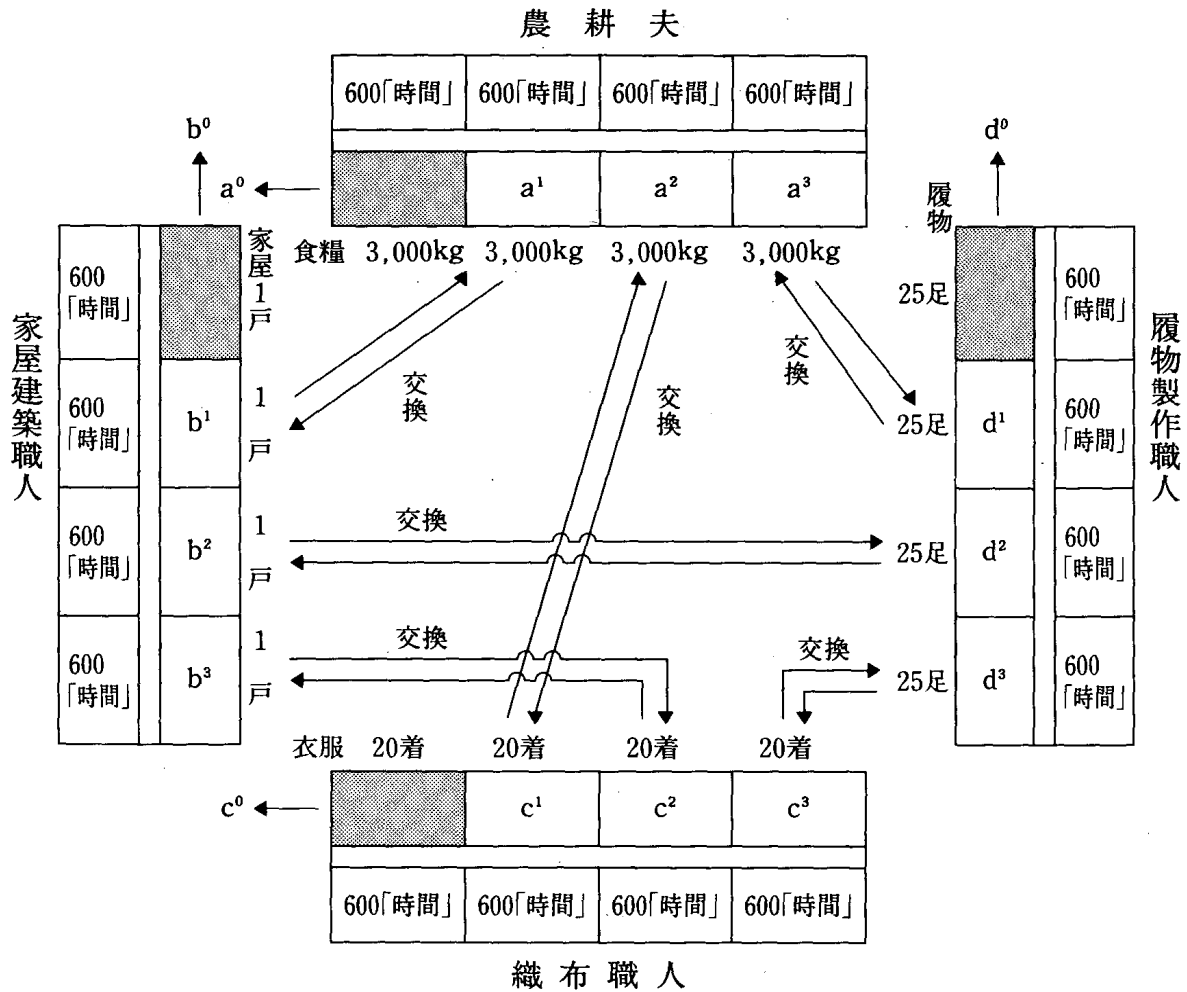 農耕夫
600「時間」 600「時間」 600「時間」 600「時間」
b⁰
d⁰
a⁰
a¹ a² a³
食糧 3,000kg 3,000kg 3,000kg 3,000kg
家屋建築職人
600「時間」
600「時間」
600「時間」
600「時間」
b¹
b²
b³
家屋1戸
1戸
1戸
1戸
交換
交換
交換
交換
交換
交換
履物
25足
25足
25足
25足
d¹
d²
d³
600「時間」
600「時間」
600「時間」
600「時間」
履物製作職人
衣服 20着 20着 20着 20着
c⁰
c¹ c² c³
600「時間」 600「時間」 600「時間」 600「時間」
織布職人